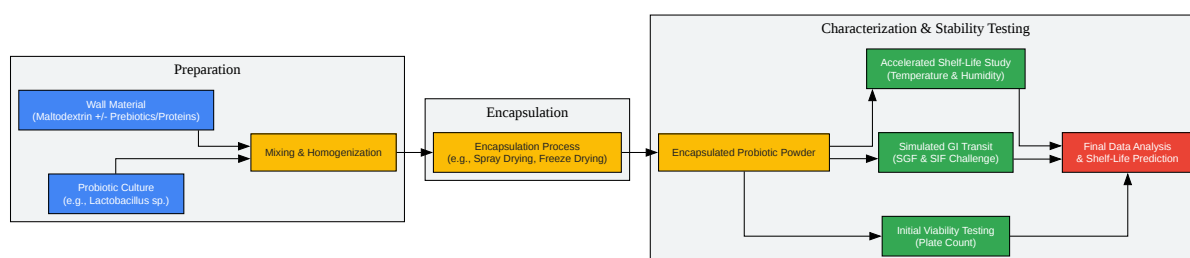 Preparation
Wall Material
(Maltodextrin +/- Prebiotics/Proteins)
Probiotic Culture
(e.g., Lactobacillus sp.)
Mixing & Homogenization
Encapsulation
Encapsulation Process
(e.g., Spray Drying, Freeze Drying)
Characterization & Stability Testing
Encapsulated Probiotic Powder
Accelerated Shelf-Life Study
(Temperature & Humidity)
Simulated GI Transit
(SGF & SIF Challenge)
Initial Viability Testing
(Plate Count)
Final Data Analysis
& Shelf-Life Prediction